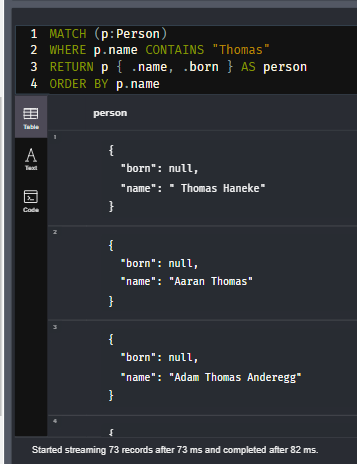 1 MATCH (p:Person)
2 WHERE p.name CONTAINS "Thomas"
3 RETURN p { .name, .born } AS person
4 ORDER BY p.name
Table
person
1
{
"born": null,
"name": " Thomas Haneke"
}
Text
Code
2
{
"born": null,
"name": "Aaran Thomas"
}
3
{
"born": null,
"name": "Adam Thomas Anderegg"
}
4
{
Started streaming 73 records after 73 ms and completed after 82 ms.